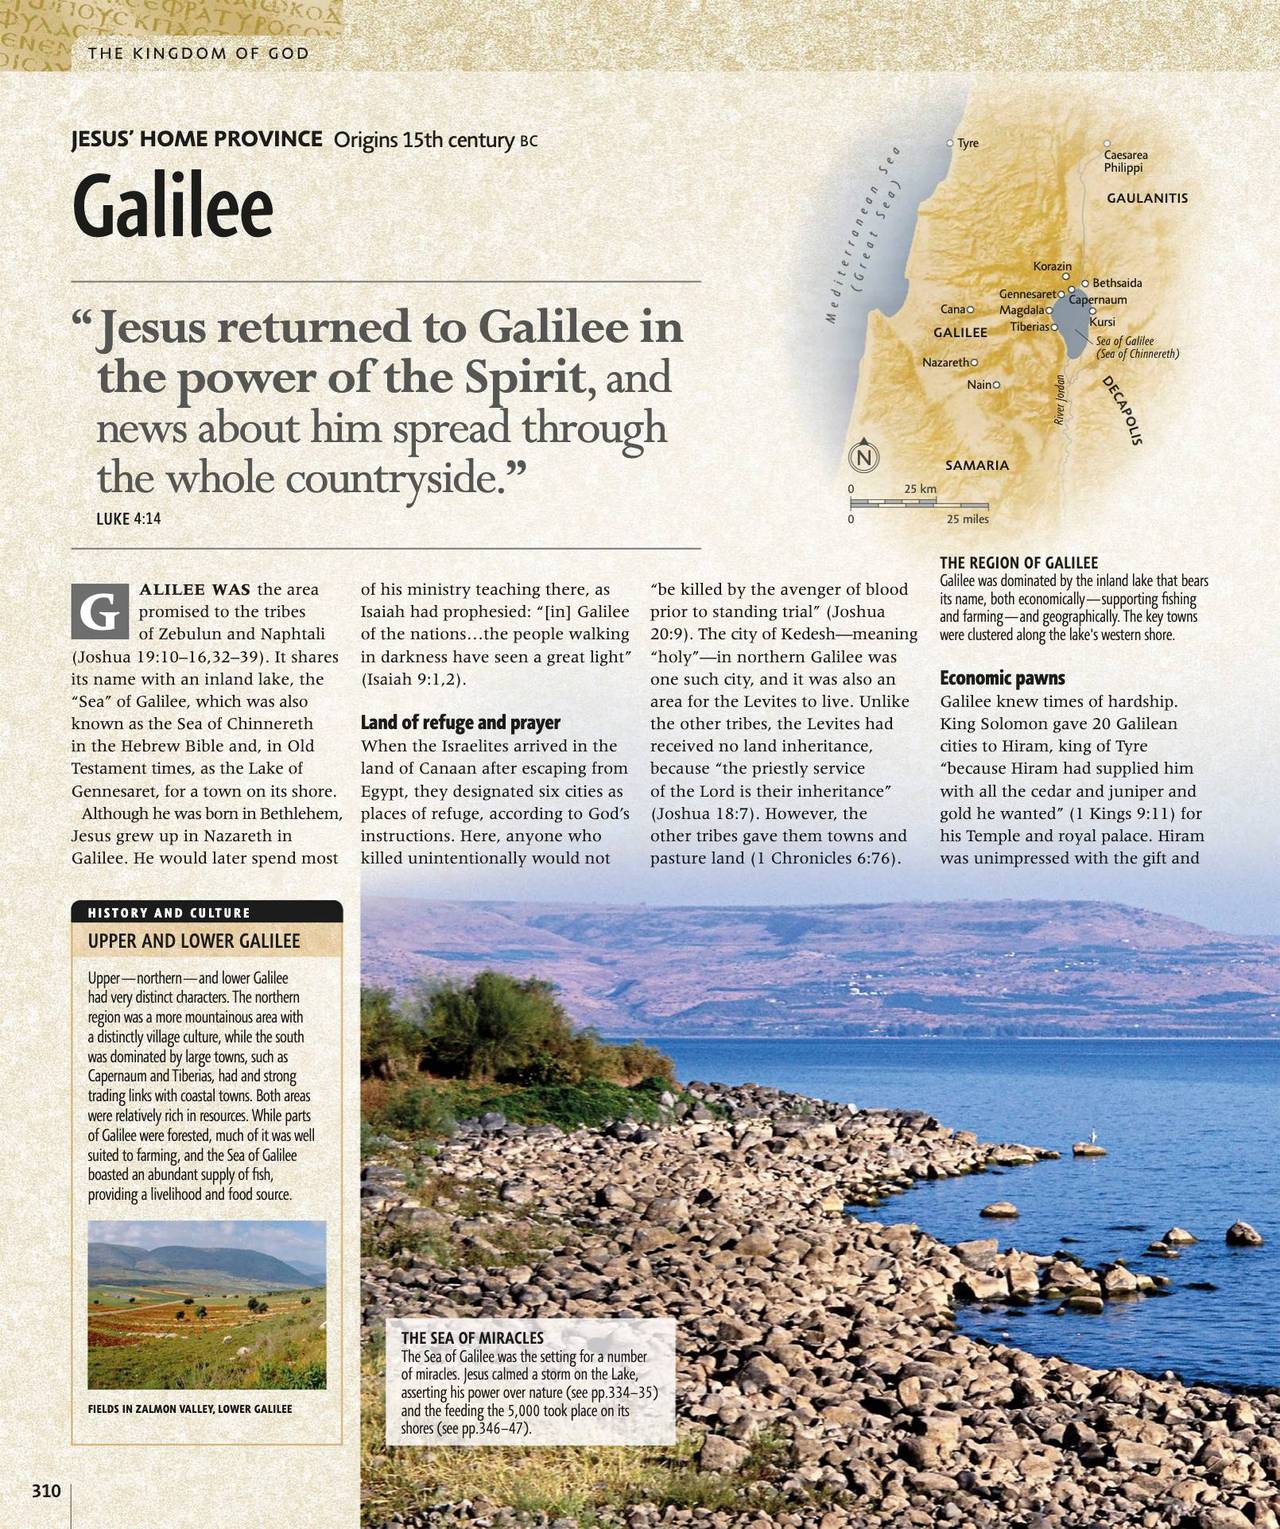 THE KINGDOM OF GOD
JESUS’ HOME PROVINCE Origins 15th century BC
Galilee
“Jesus returned to Galilee in
the power of the Spirit, and
news about him spread through
the whole countryside.”
LUKE 4:14
Mediterranean Sea
(Great Sea)
Tyre
Caesarea
Philippi
GAULANITIS
Korazin
Bethsaida
Gennesaret
Capernaum
Cana
Magdala
Kursi
GALILEE
Tiberias
Sea of Galilee
(Sea of Chinnereth)
Nazareth
Nain
River Jordan
DECAPOLIS
N
SAMARIA
0 25 km
0 25 miles
THE REGION OF GALILEE
Galilee was dominated by the inland lake that bears
its name, both economically—supporting fishing
and farming—and geographically. The key towns
were clustered along the lake's western shore.
GALILEE WAS the area
promised to the tribes
of Zebulun and Naphtali
(Joshua 19:10–16,32–39). It shares
its name with an inland lake, the
“Sea” of Galilee, which was also
known as the Sea of Chinnereth
in the Hebrew Bible and, in Old
Testament times, as the Lake of
Gennesaret, for a town on its shore.
Although he was born in Bethlehem,
Jesus grew up in Nazareth in
Galilee. He would later spend most
of his ministry teaching there, as
Isaiah had prophesied: “[in] Galilee
of the nations…the people walking
in darkness have seen a great light”
(Isaiah 9:1,2).
Land of refuge and prayer
When the Israelites arrived in the
land of Canaan after escaping from
Egypt, they designated six cities as
places of refuge, according to God’s
instructions. Here, anyone who
killed unintentionally would not
“be killed by the avenger of blood
prior to standing trial” (Joshua
20:9). The city of Kedesh—meaning
“holy”—in northern Galilee was
one such city, and it was also an
area for the Levites to live. Unlike
the other tribes, the Levites had
received no land inheritance,
because “the priestly service
of the Lord is their inheritance”
(Joshua 18:7). However, the
other tribes gave them towns and
pasture land (1 Chronicles 6:76).
Economic pawns
Galilee knew times of hardship.
King Solomon gave 20 Galilean
cities to Hiram, king of Tyre
“because Hiram had supplied him
with all the cedar and juniper and
gold he wanted” (1 Kings 9:11) for
his Temple and royal palace. Hiram
was unimpressed with the gift and
HISTORY AND CULTURE
UPPER AND LOWER GALILEE
Upper—northern—and lower Galilee
had very distinct characters. The northern
region was a more mountainous area with
a distinctly village culture, while the south
was dominated by large towns, such as
Capernaum and Tiberias, had and strong
trading links with coastal towns. Both areas
were relatively rich in resources. While parts
of Galilee were forested, much of it was well
suited to farming, and the Sea of Galilee
boasted an abundant supply of fish,
providing a livelihood and food source.
FIELDS IN ZALMON VALLEY, LOWER GALILEE
THE SEA OF MIRACLES
The Sea of Galilee was the setting for a number
of miracles. Jesus calmed a storm on the Lake,
asserting his power over nature (see pp.334–35)
and the feeding the 5,000 took place on its
shores (see pp.346–47).
310